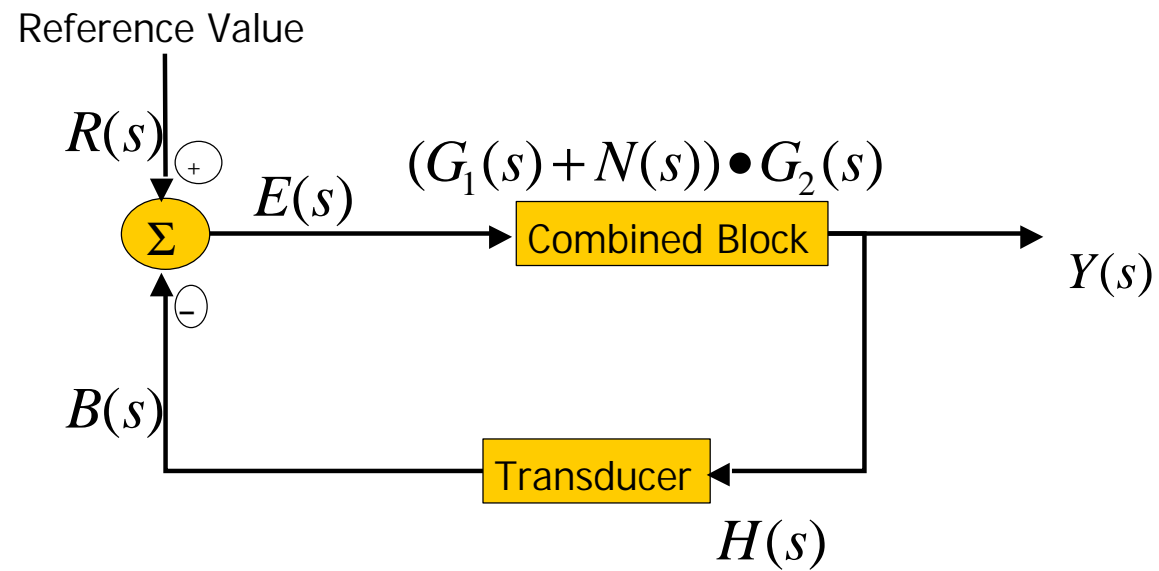 Reference Value
R(s)
+
(G₁(s)+N(s))•G₂(s)
E(s)
Σ
Combined Block
Y(s)
−
B(s)
Transducer
H(s)